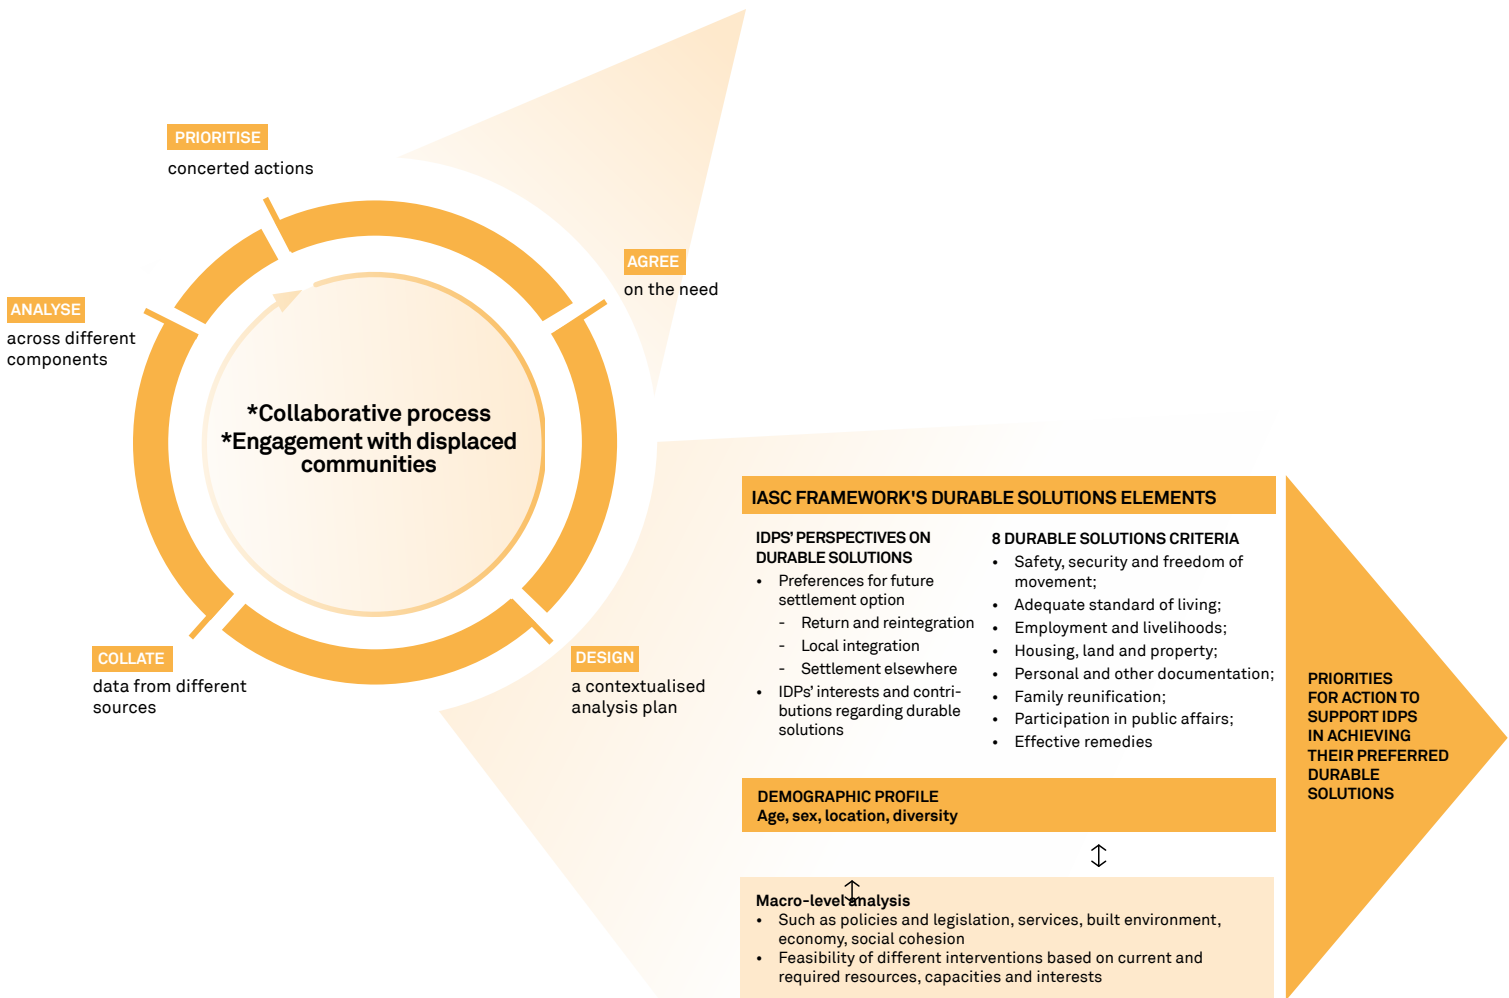 PRIORITISE
concerted actions
AGREE
on the need
ANALYSE
across different
components
*Collaborative process
*Engagement with displaced
communities
COLLATE
data from different
sources
DESIGN
a contextualised
analysis plan
IASC FRAMEWORK'S DURABLE SOLUTIONS ELEMENTS
IDPS' PERSPECTIVES ON
DURABLE SOLUTIONS
• Preferences for future
settlement option
- Return and reintegration
- Local integration
- Settlement elsewhere
• IDPs' interests and contri-
butions regarding durable
solutions
8 DURABLE SOLUTIONS CRITERIA
• Safety, security and freedom of
movement;
• Adequate standard of living;
• Employment and livelihoods;
• Housing, land and property;
• Personal and other documentation;
• Family reunification;
• Participation in public affairs;
• Effective remedies
DEMOGRAPHIC PROFILE
Age, sex, location, diversity
Macro-level analysis
• Such as policies and legislation, services, built environment,
economy, social cohesion
• Feasibility of different interventions based on current and
required resources, capacities and interests
PRIORITIES
FOR ACTION TO
SUPPORT IDPS
IN ACHIEVING
THEIR PREFERRED
DURABLE
SOLUTIONS